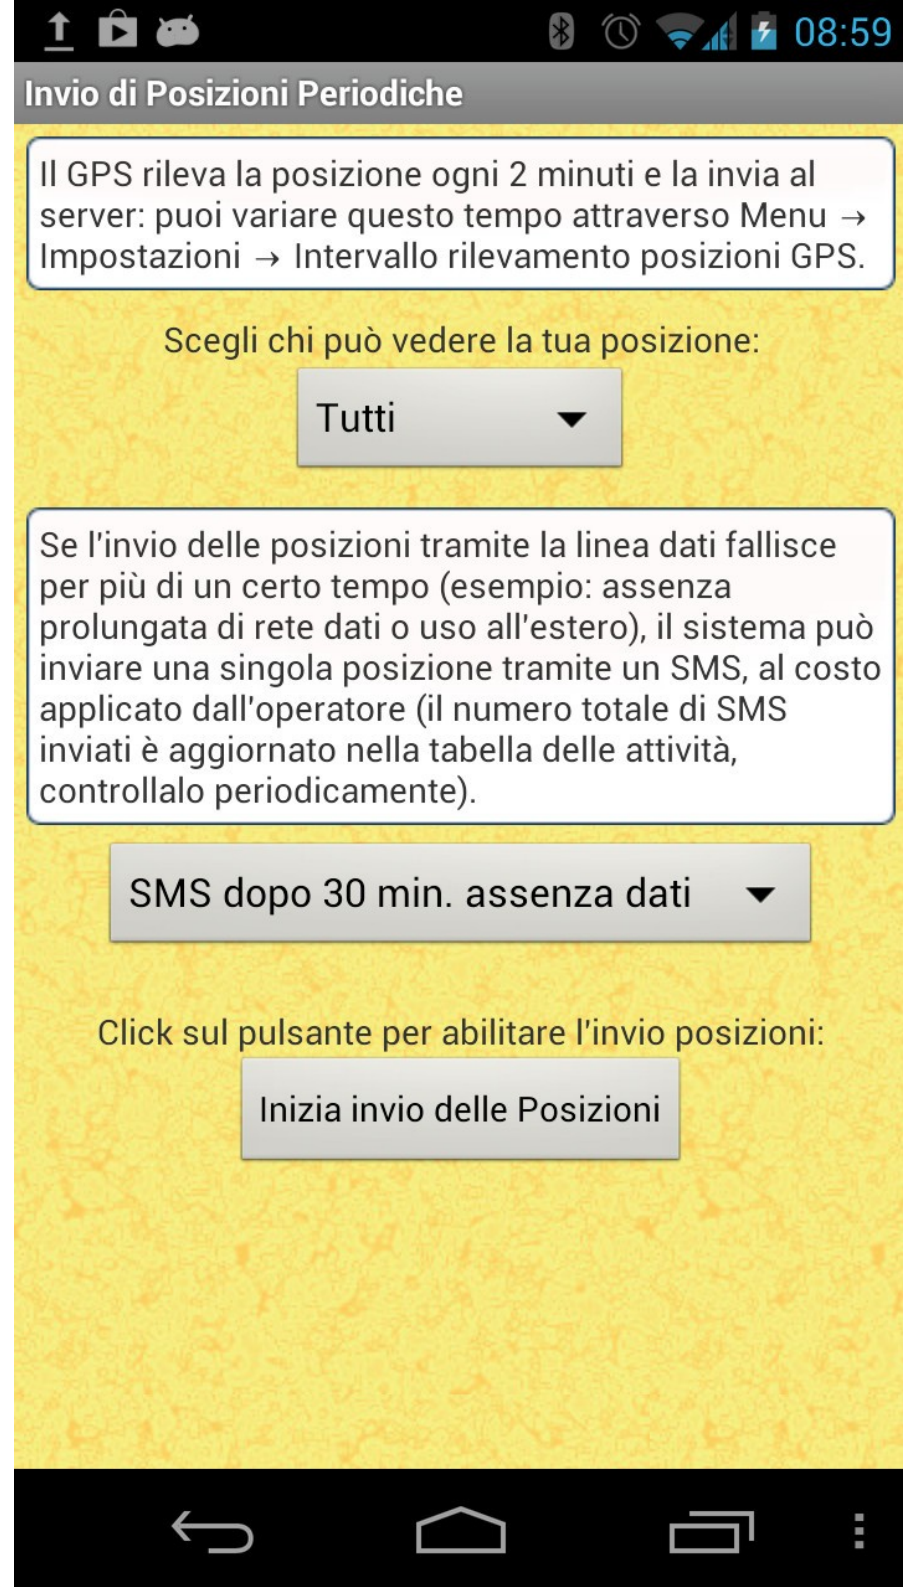 08:59
Invio di Posizioni Periodiche
Il GPS rileva la posizione ogni 2 minuti e la invia al
server: puoi variare questo tempo attraverso Menu →
Impostazioni → Intervallo rilevamento posizioni GPS.
Scegli chi può vedere la tua posizione:
Tutti
Se l'invio delle posizioni tramite la linea dati fallisce
per più di un certo tempo (esempio: assenza
prolungata di rete dati o uso all'estero), il sistema può
inviare una singola posizione tramite un SMS, al costo
applicato dall'operatore (il numero totale di SMS
inviati è aggiornato nella tabella delle attività,
controllalo periodicamente).
SMS dopo 30 min. assenza dati
Click sul pulsante per abilitare l'invio posizioni:
Inizia invio delle Posizioni